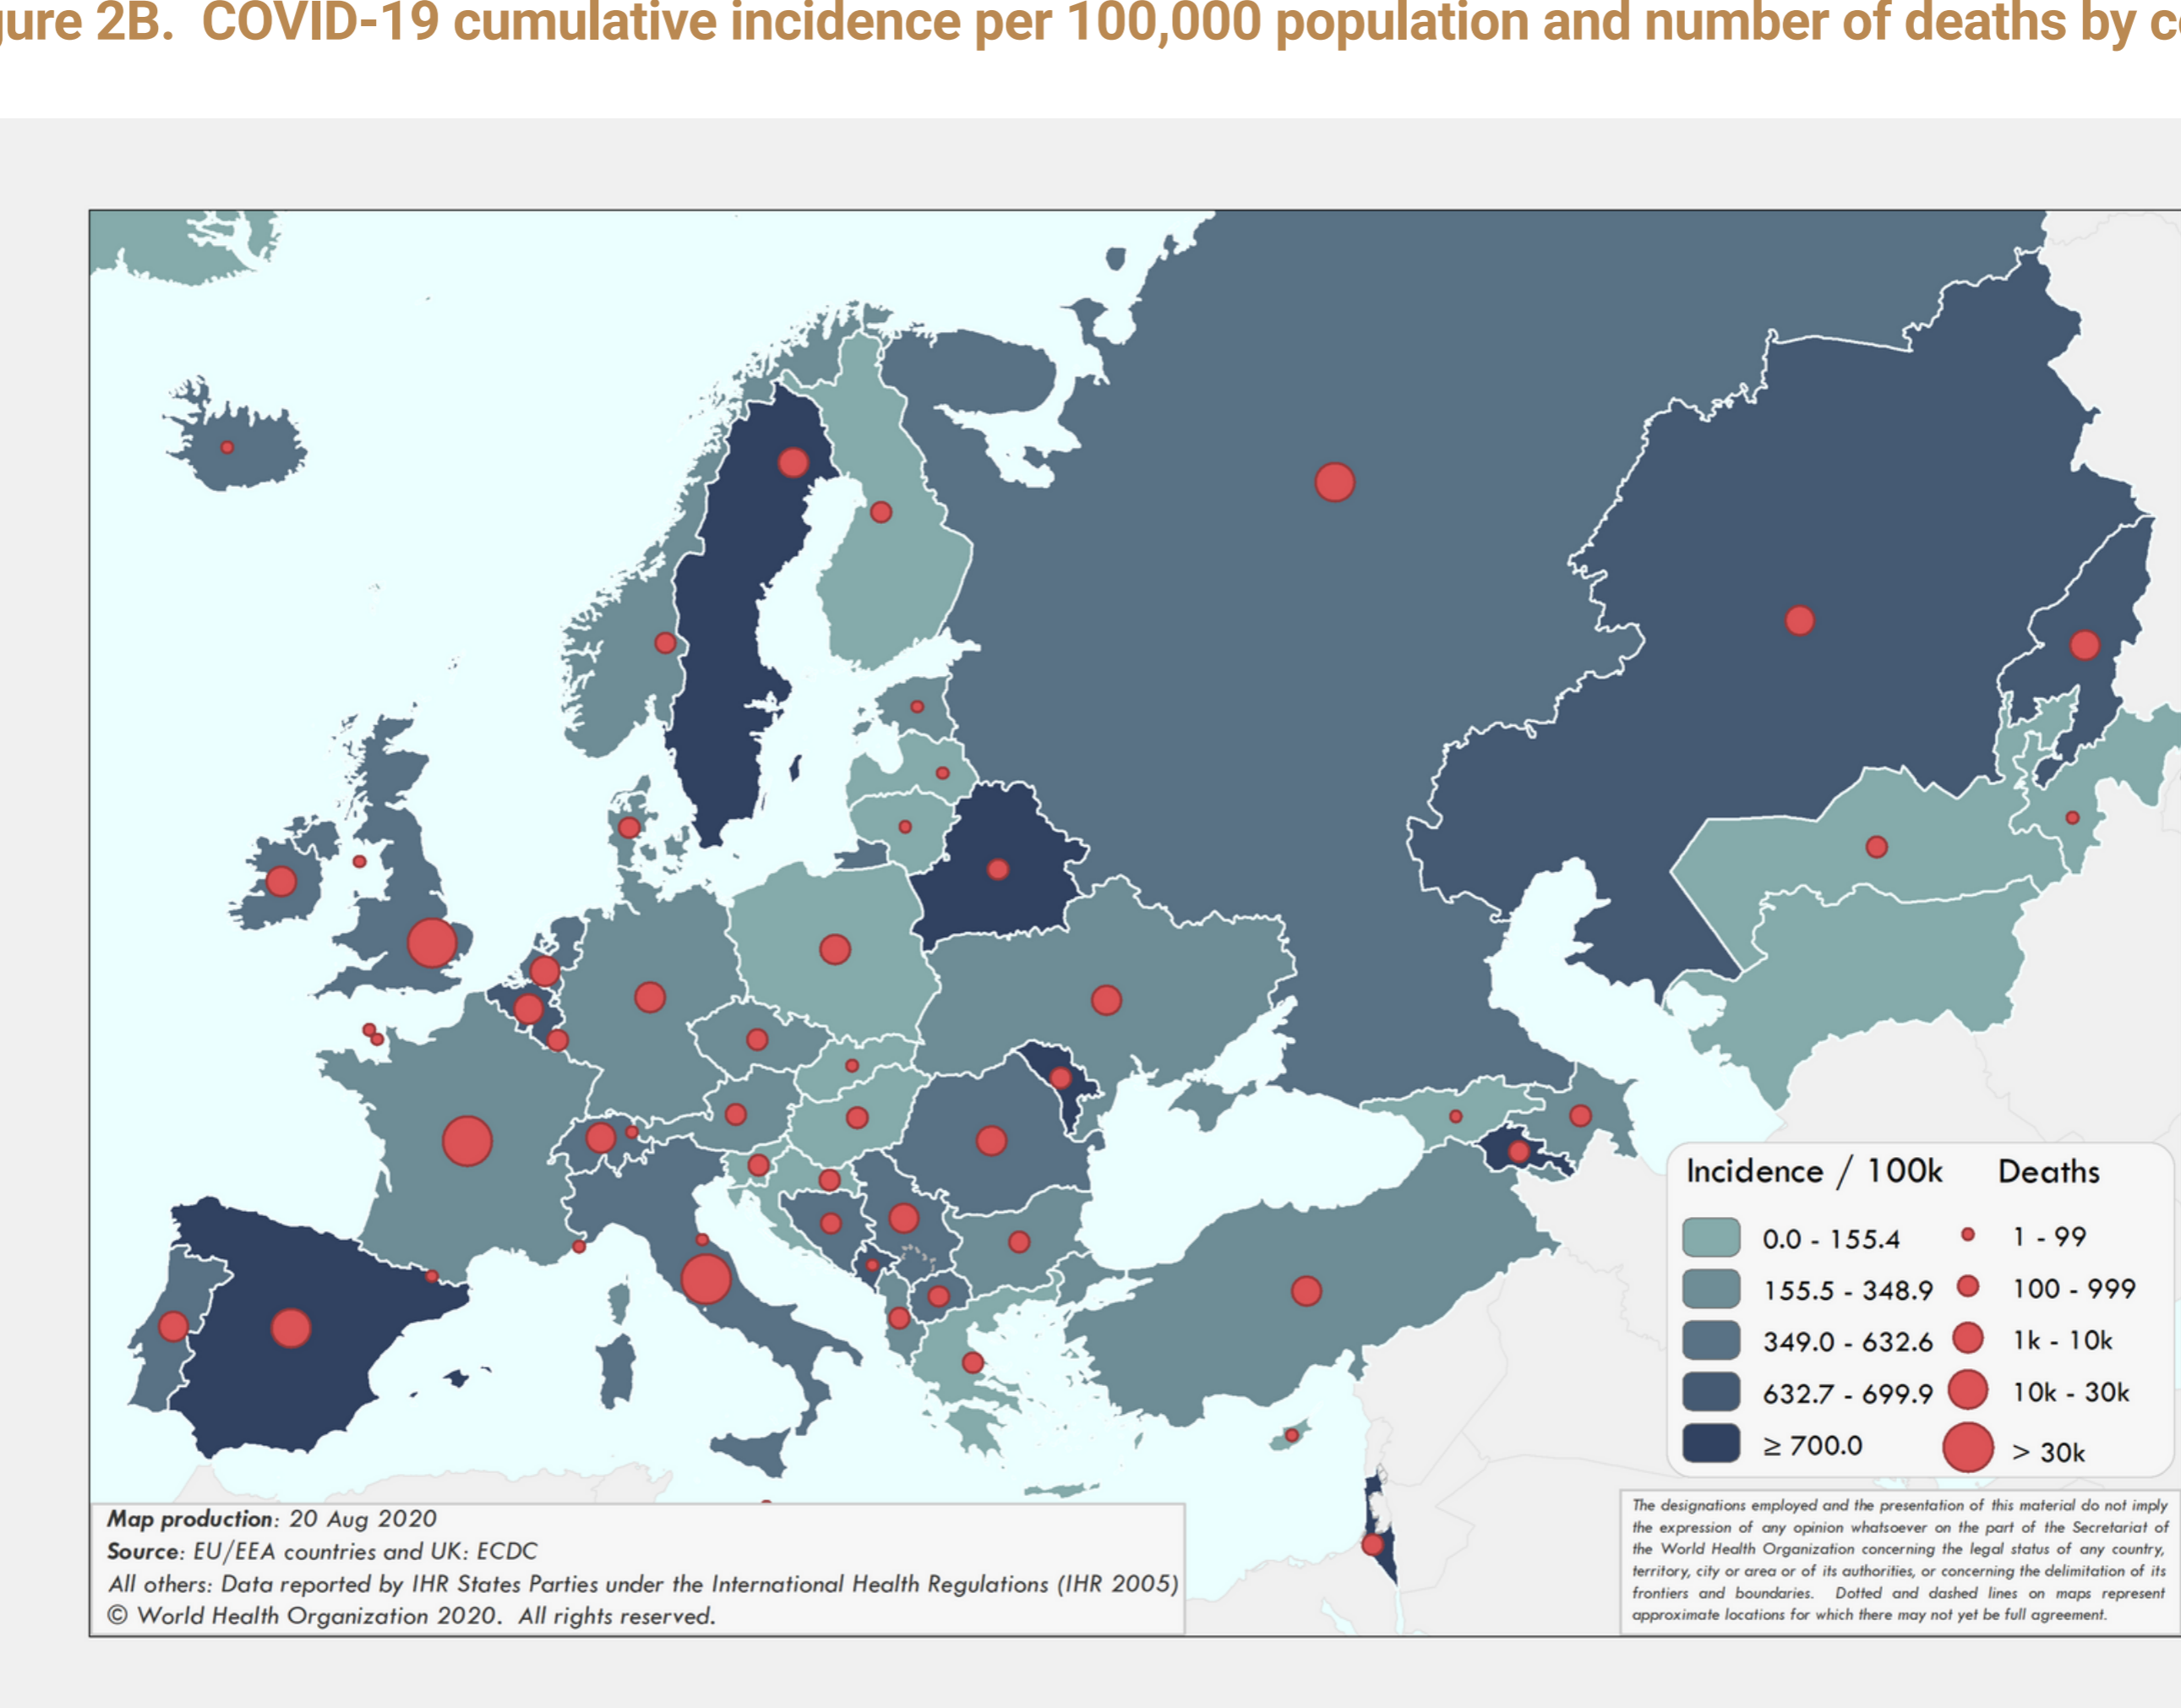 gure 2B. COVID-19 cumulative incidence per 100,000 population and number of deaths by c
Incidence / 100k Deaths
0.0 - 155.4 1 - 99
155.5 - 348.9 100 - 999
349.0 - 632.6 1k - 10k
632.7 - 699.9 10k - 30k
≥ 700.0 > 30k
Map production: 20 Aug 2020
Source: EU/EEA countries and UK: ECDC
All others: Data reported by IHR States Parties under the International Health Regulations (IHR 2005)
© World Health Organization 2020. All rights reserved.
The designations employed and the presentation of this material do not imply
the expression of any opinion whatsoever on the part of the Secretariat of
the World Health Organization concerning the legal status of any country,
territory, city or area or of its authorities, or concerning the delimitation of its
frontiers and boundaries. Dotted and dashed lines on maps represent
approximate locations for which there may not yet be full agreement.